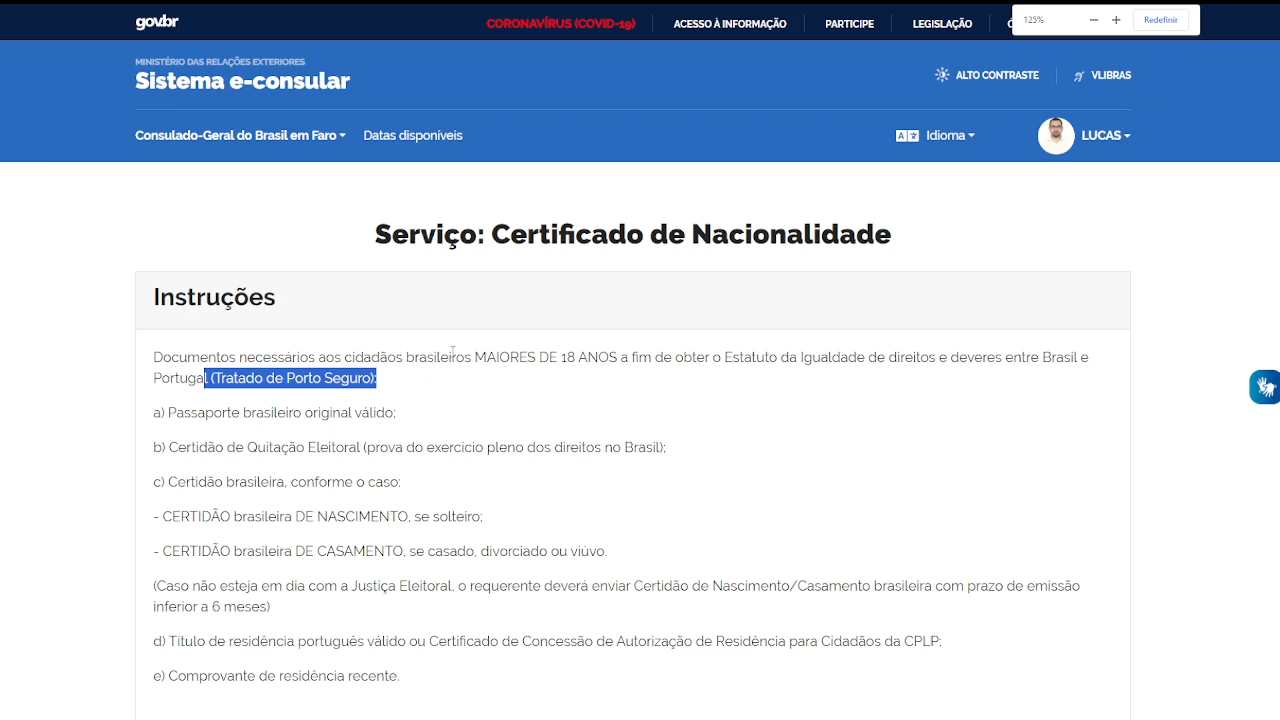 gov.br
CORONAVÍRUS (COVID-19)
ACESSO À INFORMAÇÃO
PARTICIPE
LEGISLAÇÃO
125%
Redefinir
MINISTÉRIO DAS RELAÇÕES EXTERIORES
Sistema e-consular
ALTO CONTRASTE
VLIBRAS
Consulado-Geral do Brasil em Faro
Datas disponíveis
Idioma
LUCAS
Serviço: Certificado de Nacionalidade
Instruções
Documentos necessários aos cidadãos brasileiros MAIORES DE 18 ANOS a fim de obter o Estatuto da Igualdade de direitos e deveres entre Brasil e
Portugal (Tratado de Porto Seguro):
a) Passaporte brasileiro original válido;
b) Certidão de Quitação Eleitoral (prova do exercício pleno dos direitos no Brasil);
c) Certidão brasileira, conforme o caso:
- CERTIDÃO brasileira DE NASCIMENTO, se solteiro;
- CERTIDÃO brasileira DE CASAMENTO, se casado, divorciado ou viúvo.
(Caso não esteja em dia com a Justiça Eleitoral, o requerente deverá enviar Certidão de Nascimento/Casamento brasileira com prazo de emissão
inferior a 6 meses)
d) Título de residência português válido ou Certificado de Concessão de Autorização de Residência para Cidadãos da CPLP;
e) Comprovante de residência recente.